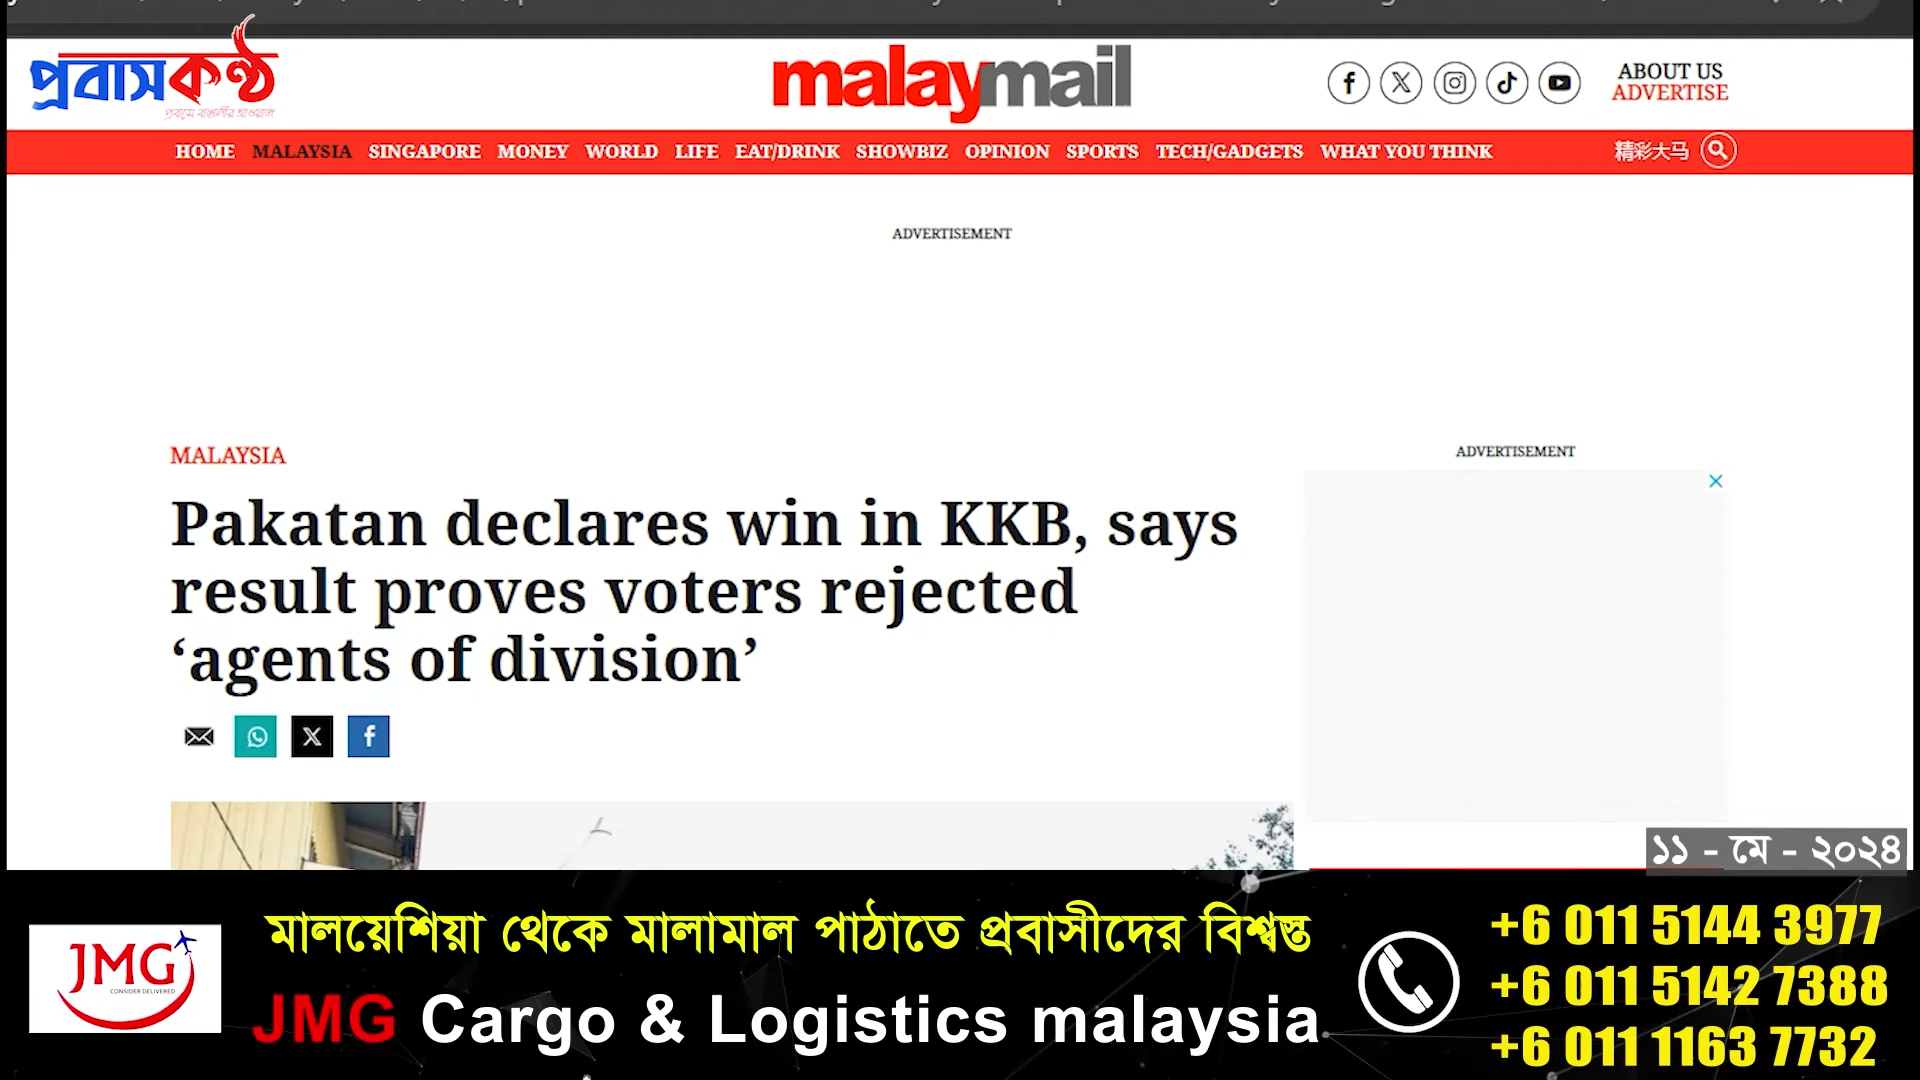 প্রবাসকণ্ঠ
malaymail
ABOUT US
ADVERTISE
HOME MALAYSIA SINGAPORE MONEY WORLD LIFE EAT/DRINK SHOWBIZ OPINION SPORTS TECH/GADGETS WHAT YOU THINK 精彩大马
ADVERTISEMENT
MALAYSIA
ADVERTISEMENT
Pakatan declares win in KKB, says
result proves voters rejected
‘agents of division’
১১ - মে - ২০২৪
মালয়েশিয়া থেকে মালামাল পাঠাতে প্রবাসীদের বিশ্বস্ত
JMG
CONSIDER DELIVERED
JMG Cargo & Logistics malaysia
+6 011 5144 3977
+6 011 5142 7388
+6 011 1163 7732